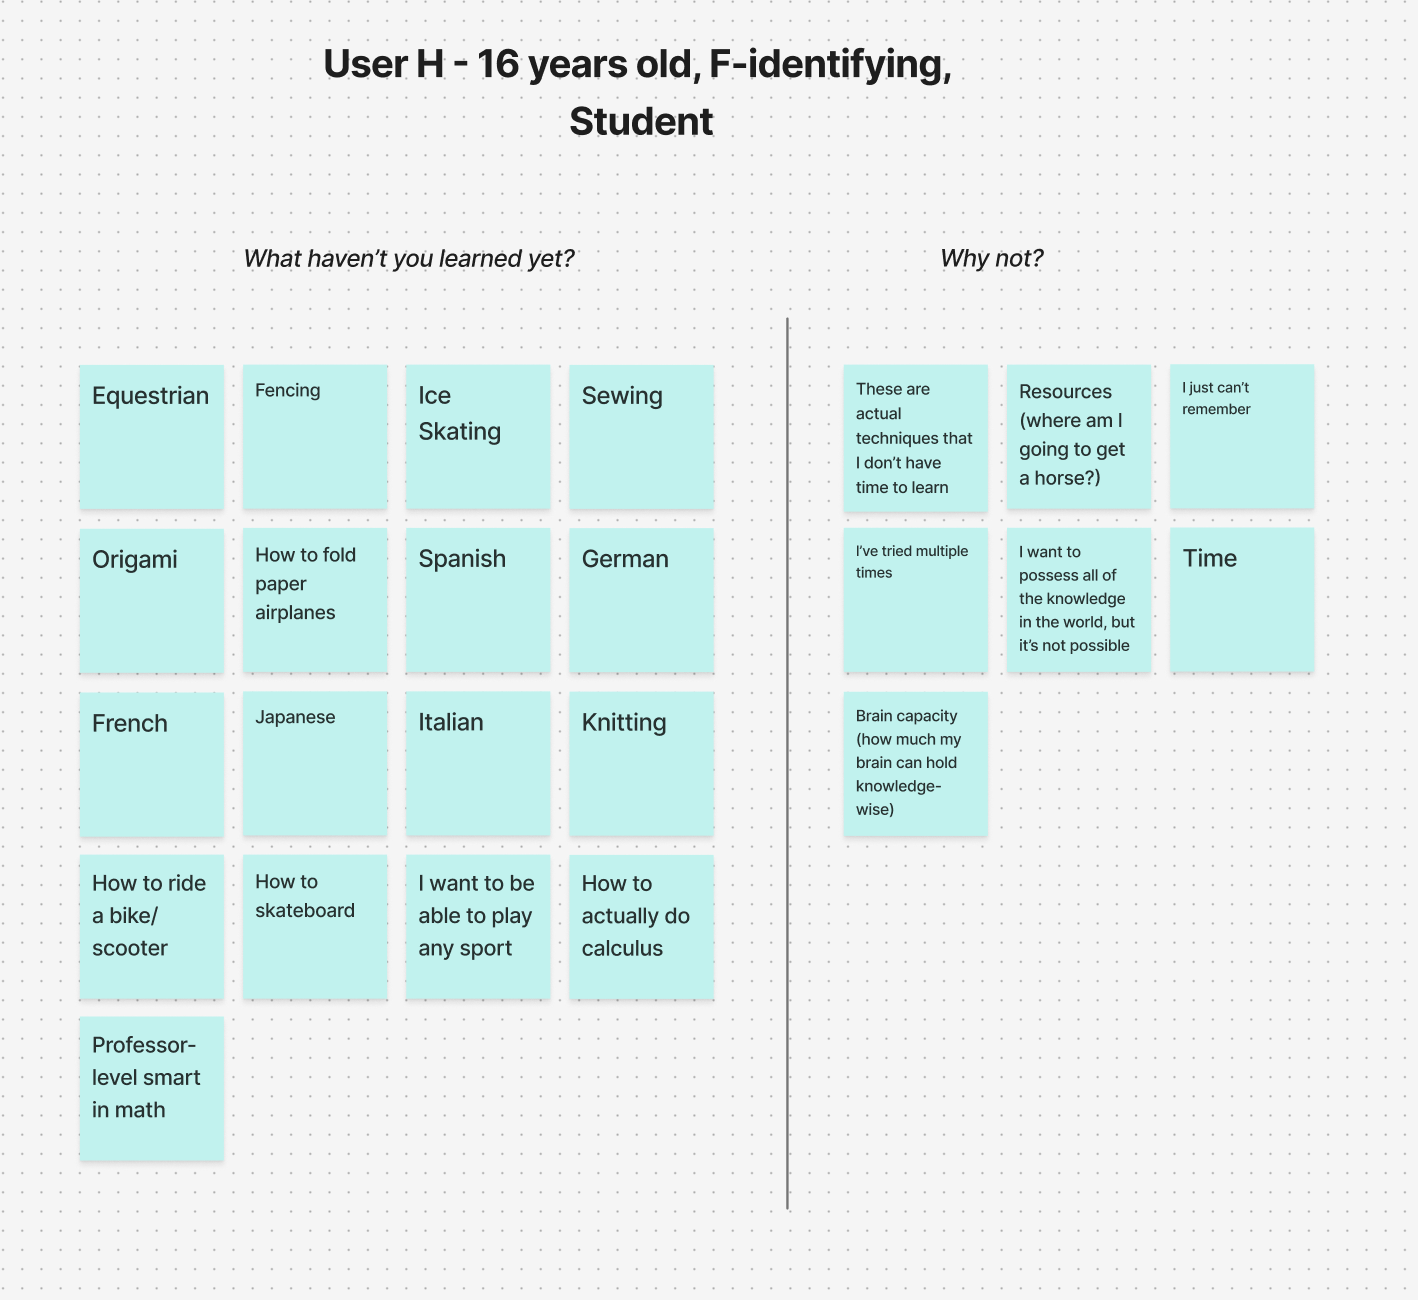 User H - 16 years old, F-identifying,
Student
What haven’t you learned yet?
Why not?
Equestrian
Fencing
Ice
Skating
Sewing
Origami
How to fold
paper
airplanes
Spanish
German
French
Japanese
Italian
Knitting
How to ride
a bike/
scooter
How to
skateboard
I want to be
able to play
any sport
How to
actually do
calculus
Professor-
level smart
in math
These are
actual
techniques that
I don’t have
time to learn
Resources
(where am I
going to get
a horse?)
I just can’t
remember
I’ve tried multiple
times
I want to
possess all of
the knowledge
in the world, but
it’s not possible
Time
Brain capacity
(how much my
brain can hold
knowledge-
wise)